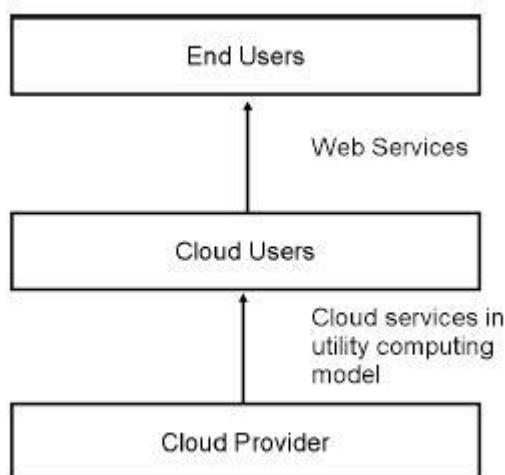 End Users
Web Services
Cloud Users
Cloud services in
utility computing
model
Cloud Provider